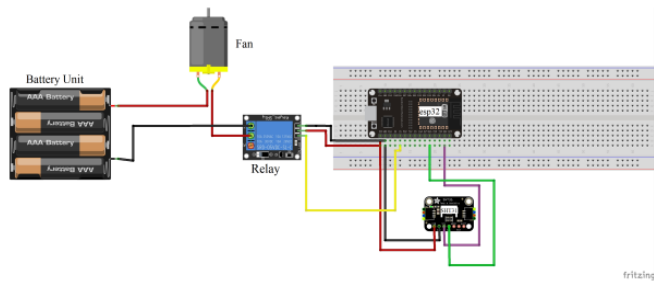 Fan
Battery Unit
AAA Battery
AAA Battery
AAA Battery
AAA Battery
Relay
esp32
fritzing